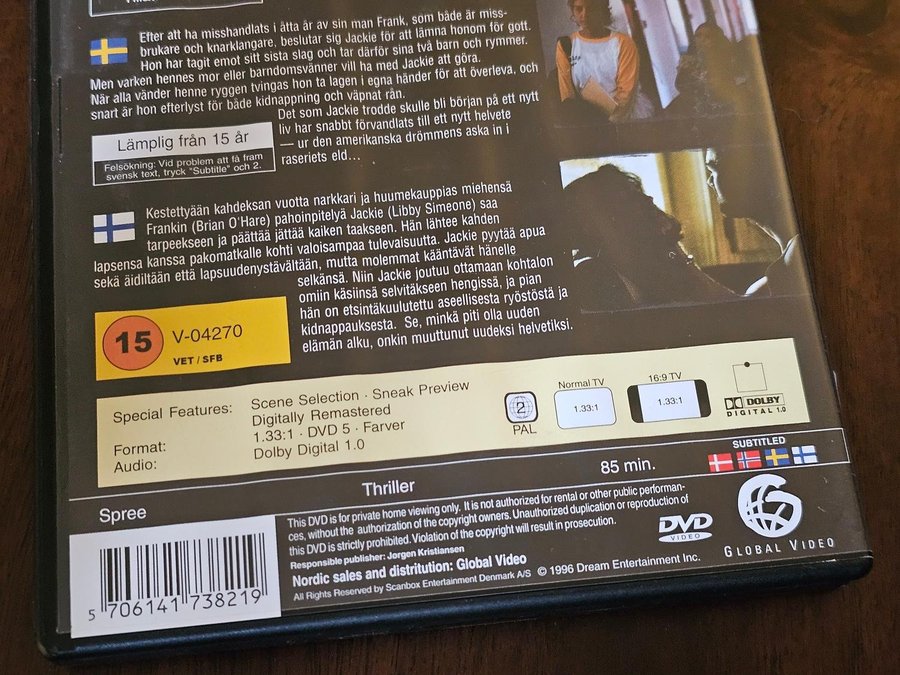 Efter att ha misshandlats i åtta år av sin man Frank, som både är miss-
brukare och knarklangare, beslutar sig Jackie för att lämna honom för gott.
Hon har tagit emot sitt sista slag och tar därför sina två barn och rymmer.
Men varken hennes mor eller barndomsvänner vill ha med Jackie att göra.
När alla vänder henne ryggen tvingas hon ta lagen i egna händer för att överleva, och
snart är hon efterlyst för både kidnappning och väpnat rån.
Det som Jackie trodde skulle bli början på ett nytt
liv har snabbt förvandlats till ett nytt helvete
— ur den amerikanska drömmens aska in i
raseriets eld...
Lämplig från 15 år
Felsökning: Vid problem att få fram
svensk text, tryck "Subtitle" och 2.
Kestettyään kahdeksan vuotta narkkari ja huumekauppias miehensä
Frankin (Brian O'Hare) pahoinpitelyä Jackie (Libby Simeone) saa
tarpeekseen ja päättää jättää kaiken taakseen. Hän lähtee kahden
lapsensa kanssa pakomatkalle kohti valoisampaa tulevaisuutta. Jackie pyytää apua
sekä äidiltään että lapsuudenystävältään, mutta molemmat kääntävät hänelle
selkänsä. Niin Jackie joutuu ottamaan kohtalon
omiin käsiinsä selvitäkseen hengissä, ja pian
hän on etsintäkuulutettu aseellisesta ryöstöstä ja
kidnappauksesta. Se, minkä piti olla uuden
elämän alku, onkin muuttunut uudeksi helvetiksi.
15 V-04270
VET / SFB
Special Features: Scene Selection · Sneak Preview
Digitally Remastered
Format: 1.33:1 · DVD 5 · Farver
Audio: Dolby Digital 1.0
2
PAL
Normal TV
1.33:1
16:9 TV
1.33:1
DOLBY
DIGITAL 1.0
SUBTITLED
Spree
Thriller
85 min.
This DVD is for private home viewing only. It is not authorized for rental or other public performan-
ces, without the authorization of the copyright owners. Unauthorized duplication or reproduction of
this DVD is strictly prohibited. Violation of the copyright will result in prosecution.
Responsible publisher: Jørgen Kristiansen
Nordic sales and distritution: Global Video
All Rights Reserved by Scanbox Entertainment Denmark A/S © 1996 Dream Entertainment Inc.
DVD
VIDEO
GLOBAL VIDEO
5 706141 738219